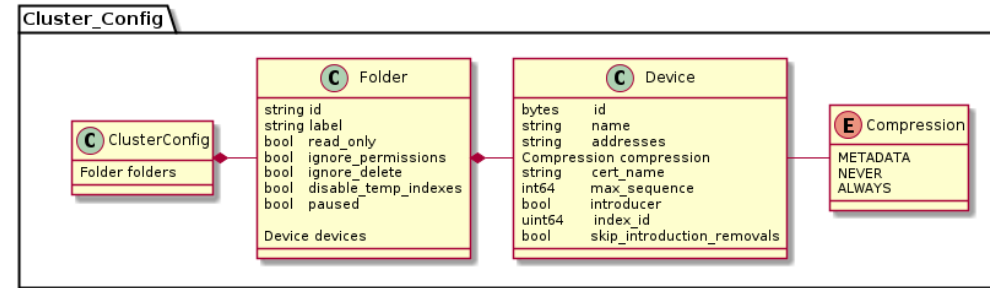 Cluster_Config
C ClusterConfig
Folder folders
C Folder
string id
string label
bool read_only
bool ignore_permissions
bool ignore_delete
bool disable_temp_indexes
bool paused
Device devices
C Device
bytes id
string name
string addresses
Compression compression
string cert_name
int64 max_sequence
bool introducer
uint64 index_id
bool skip_introduction_removals
E Compression
METADATA
NEVER
ALWAYS